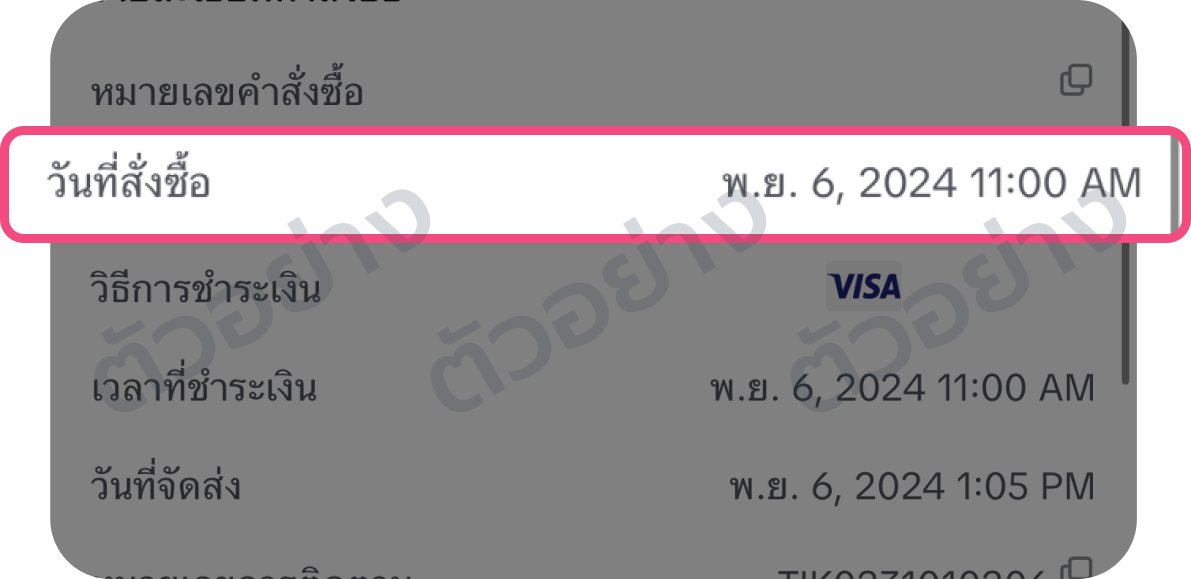 หมายเลขคำสั่งซื้อ
วันที่สั่งซื้อ พ.ย. 6, 2024 11:00 AM
วิธีการชำระเงิน VISA
เวลาที่ชำระเงิน พ.ย. 6, 2024 11:00 AM
วันที่จัดส่ง พ.ย. 6, 2024 1:05 PM
ตัวอย่าง ตัวอย่าง ตัวอย่าง